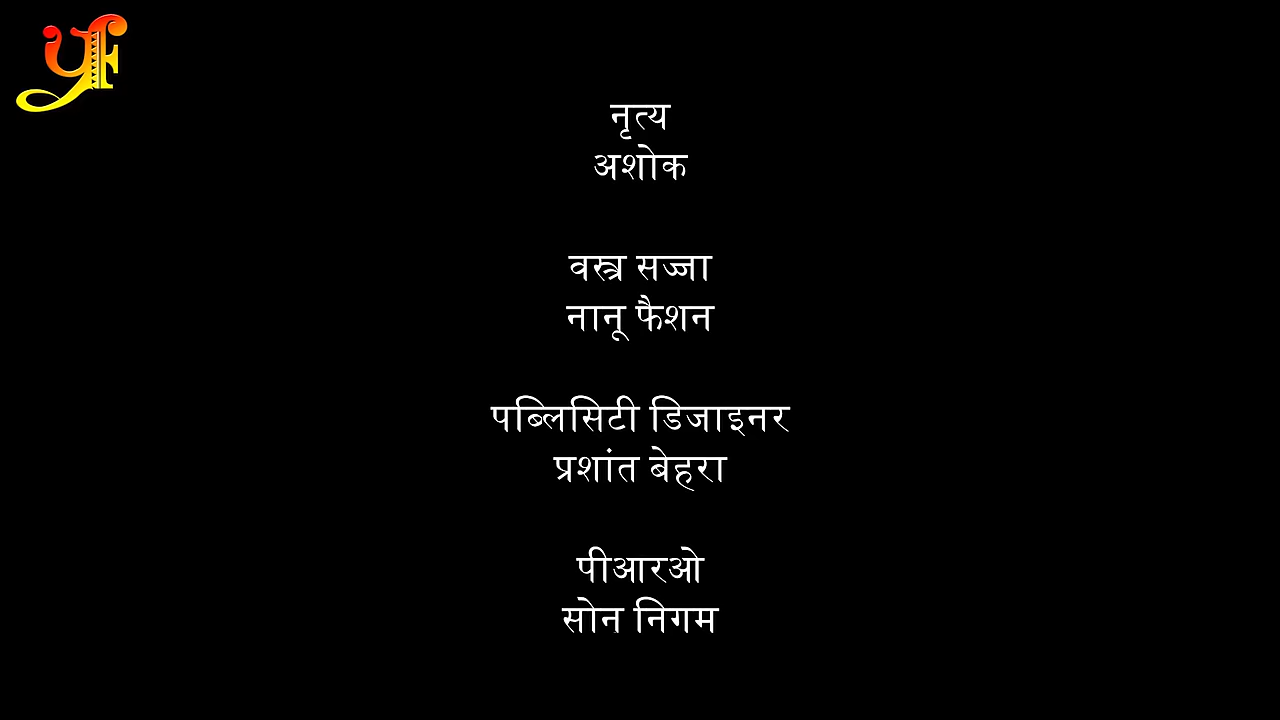 नृत्य
अशोक
वस्त्र सज्जा
नानू फैशन
पब्लिसिटी डिजाइनर
प्रशांत बेहरा
पीआरओ
सोन निगम